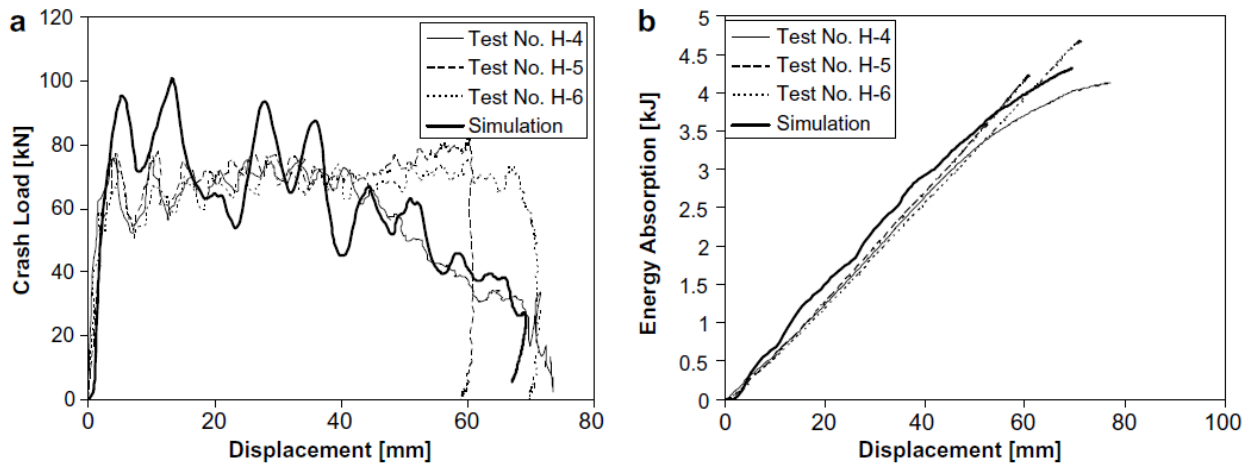 a
120
100
80
60
40
20
0
Crash Load [kN]
Test No. H-4
Test No. H-5
Test No. H-6
Simulation
0 20 40 60 80
Displacement [mm]
b
5
4.5
4
3.5
3
2.5
2
1.5
1
0.5
0
Energy Absorption [kJ]
Test No. H-4
Test No. H-5
Test No. H-6
Simulation
0 20 40 60 80 100
Displacement [mm]